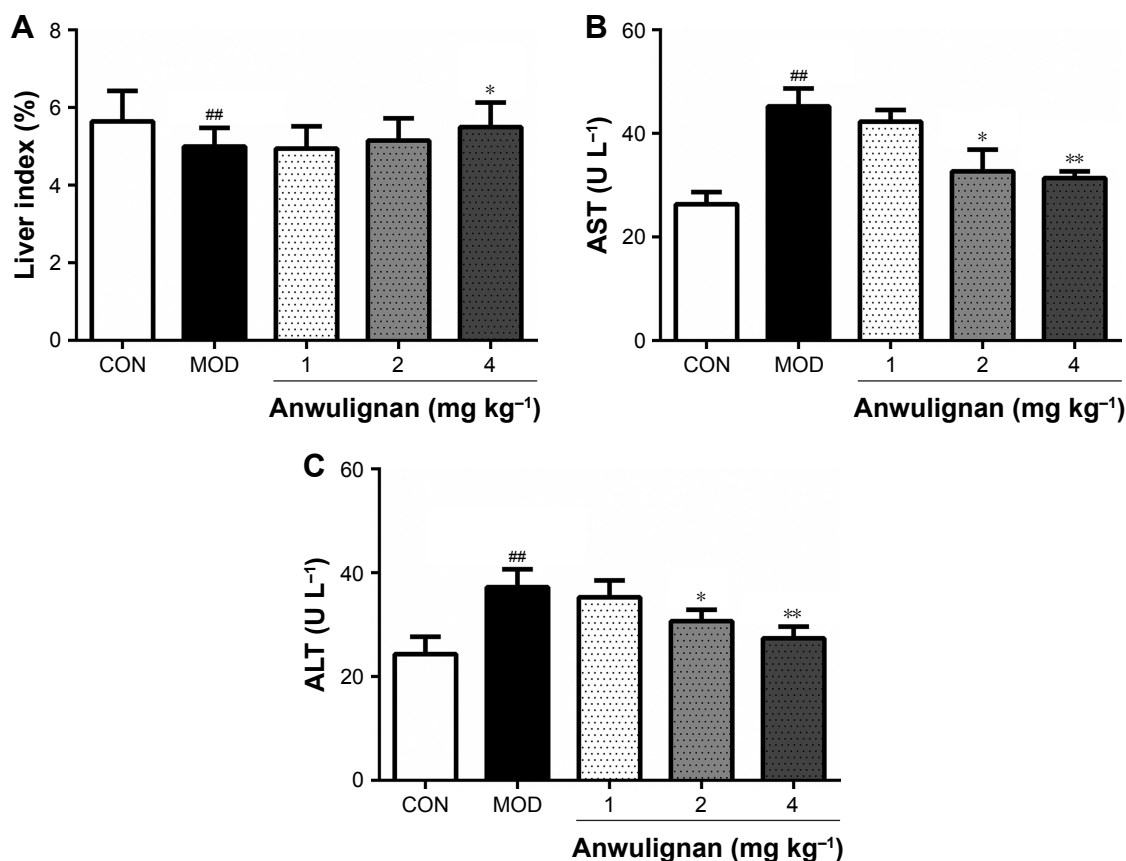 A
Liver index (%)
8
6
4
2
0
##
*
CON
MOD
1
2
4
Anwulignan (mg kg⁻¹)
B
AST (U L⁻¹)
60
40
20
0
##
*
**
CON
MOD
1
2
4
Anwulignan (mg kg⁻¹)
C
ALT (U L⁻¹)
60
40
20
0
##
*
**
CON
MOD
1
2
4
Anwulignan (mg kg⁻¹)